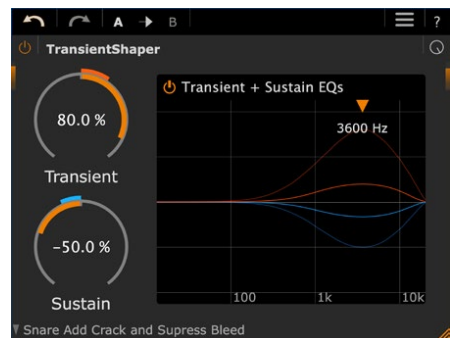 A B ?
TransientShaper
Transient + Sustain EQs
80.0 %
3600 Hz
Transient
-50.0 %
Sustain
100 1k 10k
Snare Add Crack and Supress Bleed